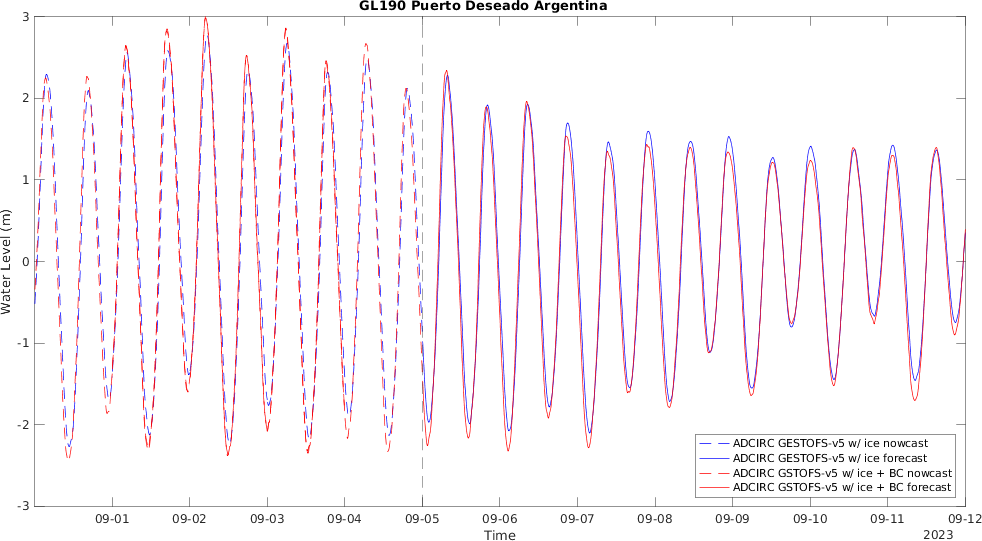 GL190 Puerto Deseado Argentina
3
2
1
0
-1
-2
-3
Water Level (m)
09-01 09-02 09-03 09-04 09-05 09-06 09-07 09-08 09-09 09-10 09-11 09-12
Time
2023
ADCIRC GESTOFS-v5 w/ ice nowcast
ADCIRC GESTOFS-v5 w/ ice forecast
ADCIRC GSTOFS-v5 w/ ice + BC nowcast
ADCIRC GSTOFS-v5 w/ ice + BC forecast